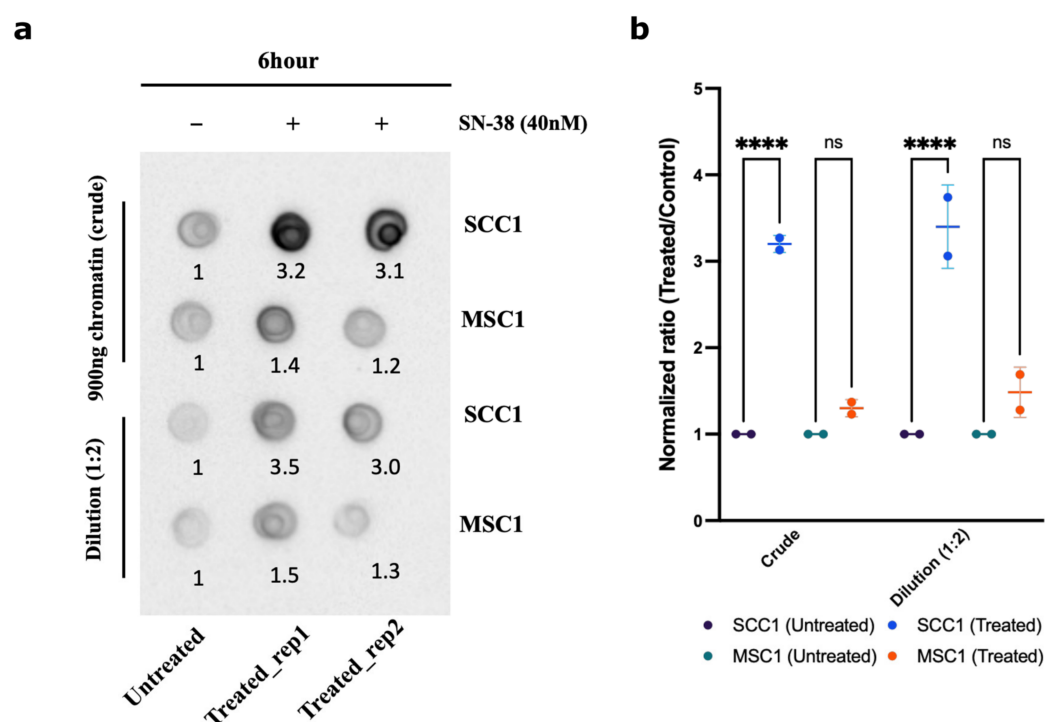 a
6hour
− + + SN-38 (40nM)
900ng chromatin (crude)
SCC1
1 3.2 3.1
MSC1
1 1.4 1.2
Dilution (1:2)
SCC1
1 3.5 3.0
MSC1
1 1.5 1.3
Untreated Treated_rep1 Treated_rep2
b
Normalized ratio (Treated/Control)
5
4
3
2
1
0
**** ns **** ns
Crude Dilution (1:2)
SCC1 (Untreated) SCC1 (Treated)
MSC1 (Untreated) MSC1 (Treated)